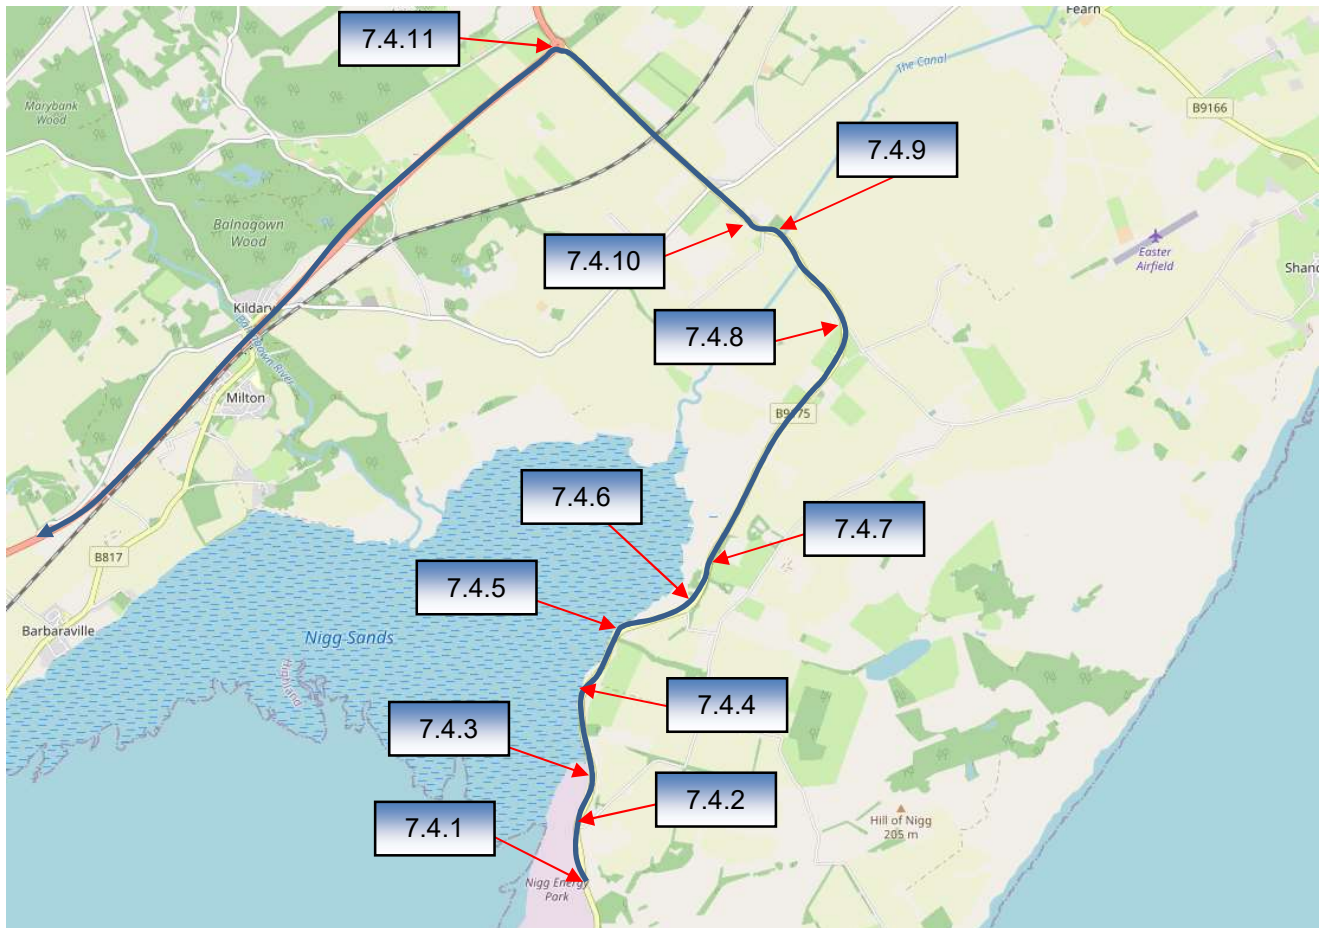 Fearn
7.4.11
The Canal
Marybank
Wood
B9166
7.4.9
Balnagown
Wood
7.4.10
Easter
Airfield
Shand
Kildary
7.4.8
Balnagown River
Milton
B9175
7.4.6
7.4.7
B817
7.4.5
Barbaraville
Nigg Sands
Highland
7.4.4
7.4.3
7.4.2
7.4.1
Hill of Nigg
205 m
Nigg Energy
Park